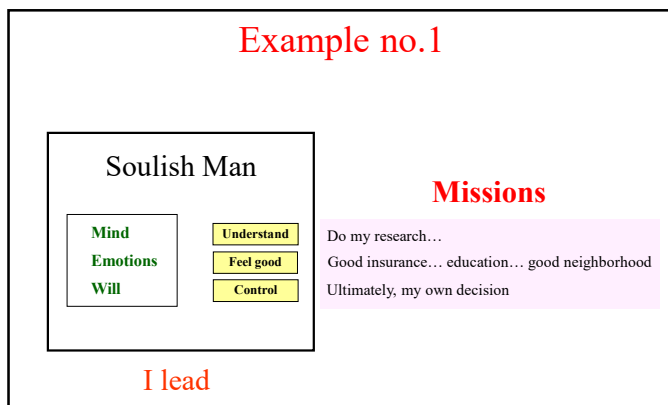 Example no.1
Soulish Man
Missions
Mind
Understand
Do my research…
Emotions
Feel good
Good insurance… education… good neighborhood
Will
Control
Ultimately, my own decision
I lead